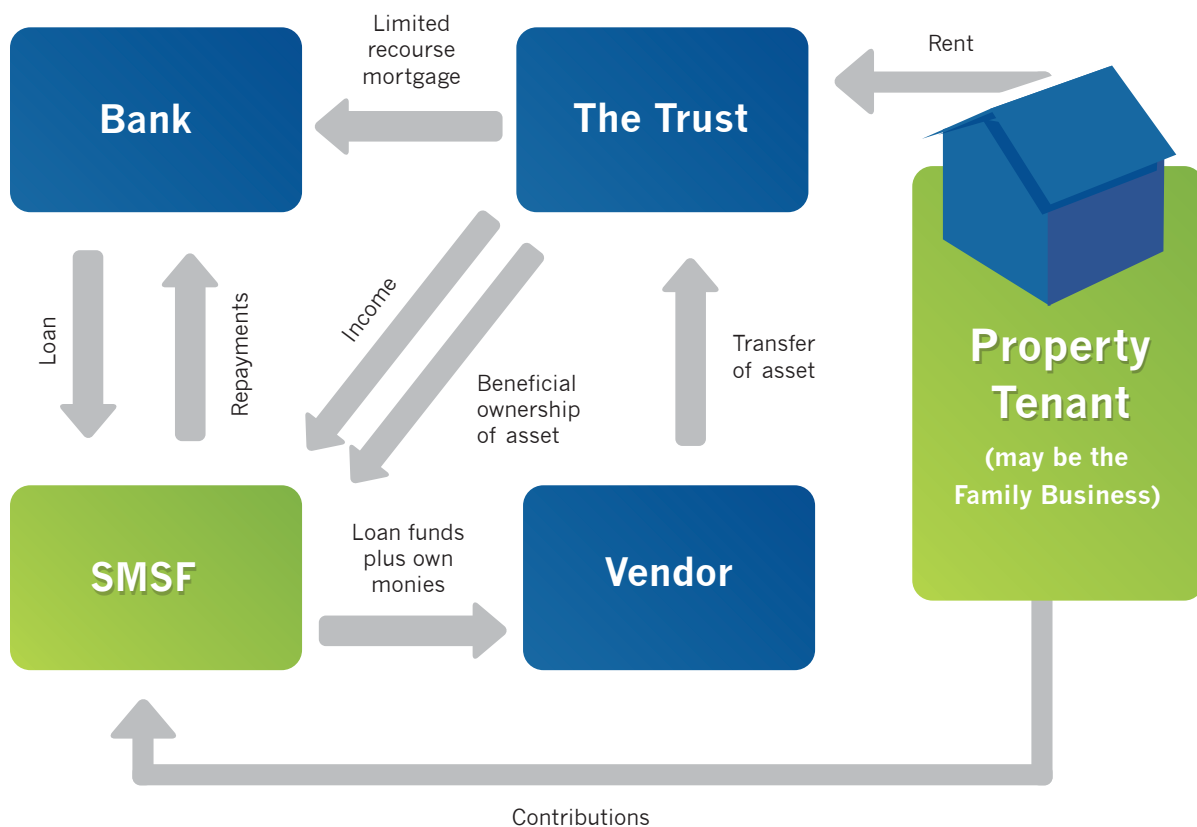 Limited
recourse
mortgage
Rent
Bank
The Trust
Loan
Repayments
Income
Beneficial
ownership
of asset
Transfer
of asset
Property
Tenant
(may be the
Family Business)
SMSF
Loan funds
plus own
monies
Vendor
Contributions